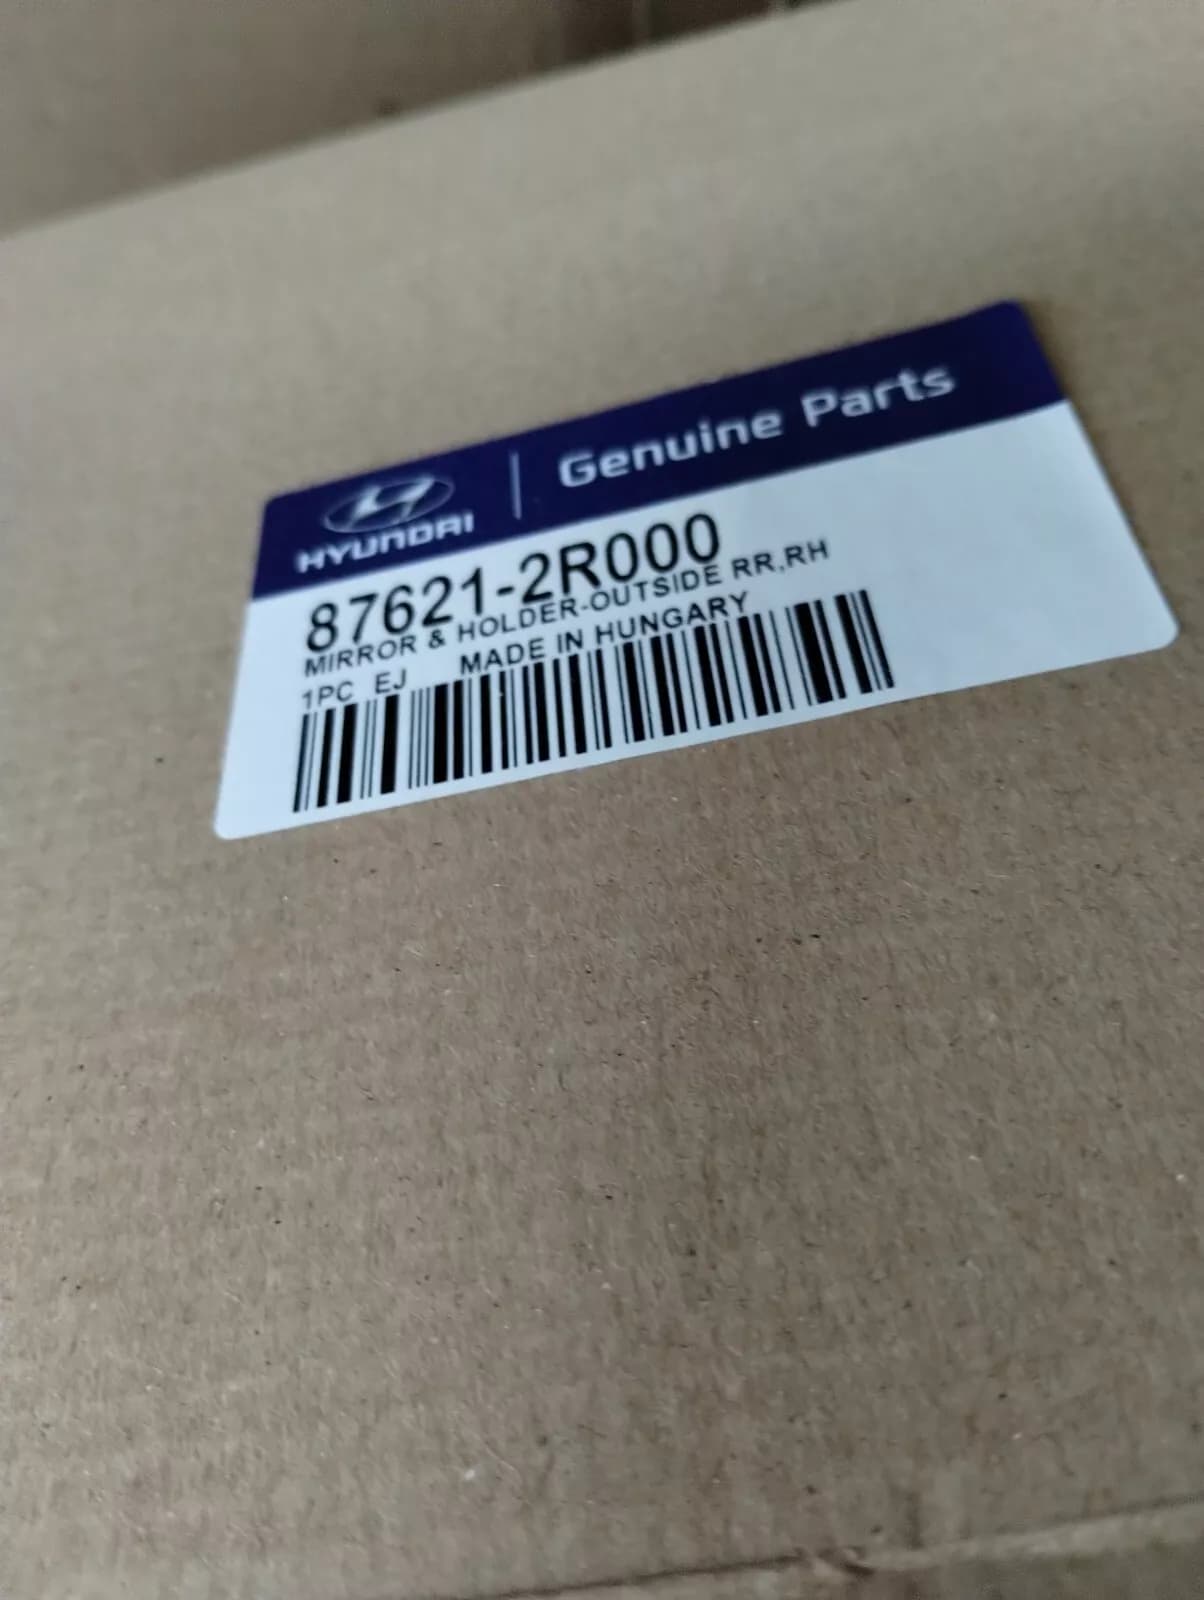 HYUNDAI Genuine Parts
87621-2R000
MIRROR & HOLDER-OUTSIDE RR,RH
1PC EJ MADE IN HUNGARY